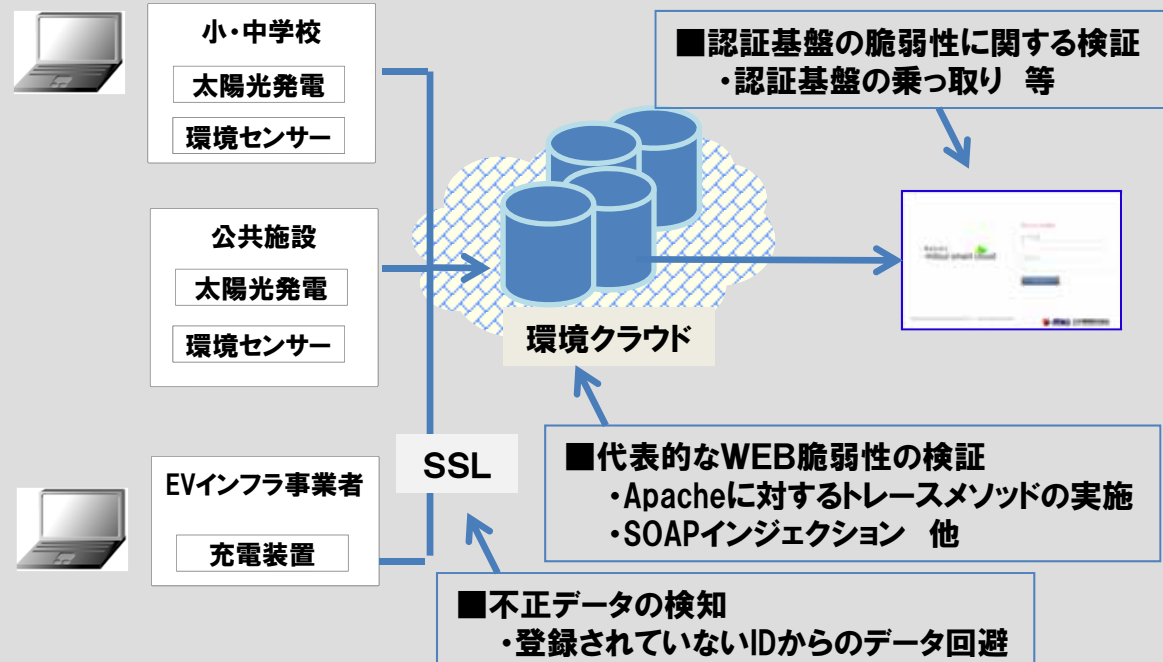 小・中学校
太陽光発電
環境センサー
公共施設
太陽光発電
環境センサー
EVインフラ事業者
充電装置
SSL
環境クラウド
■認証基盤の脆弱性に関する検証
・認証基盤の乗っ取り 等
smart cloud
■代表的なWEB脆弱性の検証
・Apacheに対するトレースメソッドの実施
・SOAPインジェクション 他
■不正データの検知
・登録されていないIDからのデータ回避